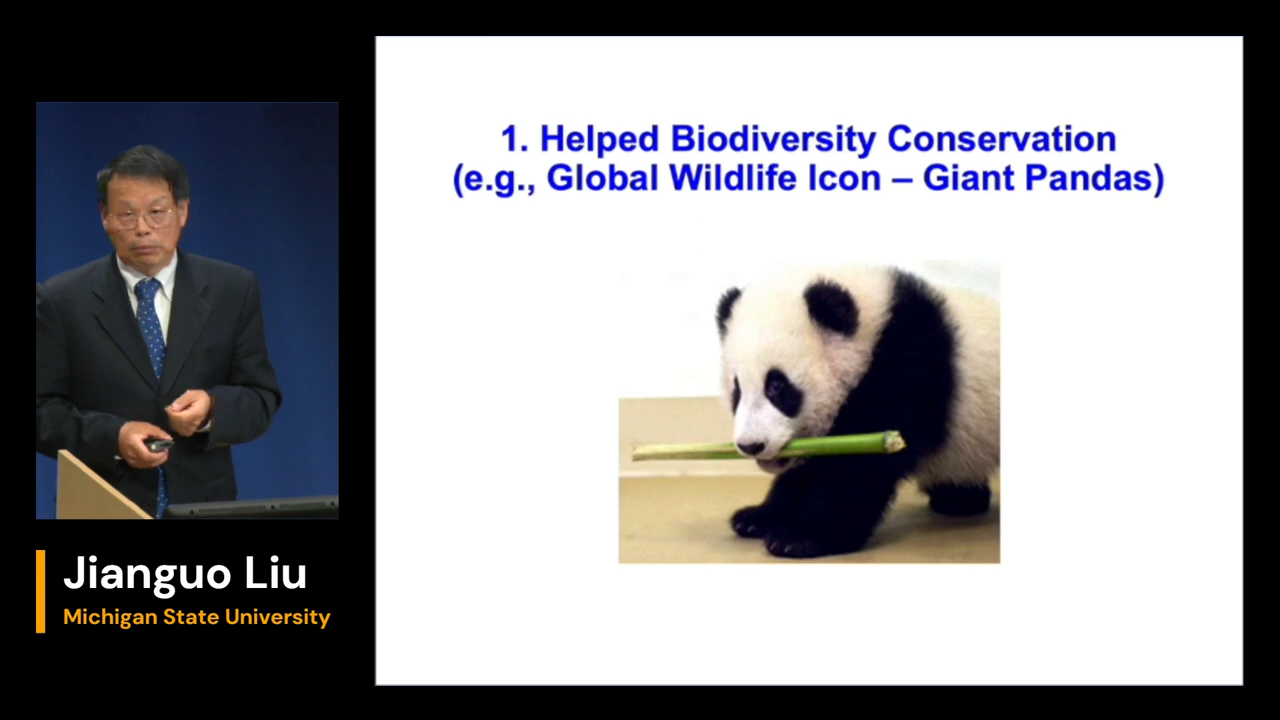 1. Helped Biodiversity Conservation
(e.g., Global Wildlife Icon – Giant Pandas)
Jianguo Liu
Michigan State University